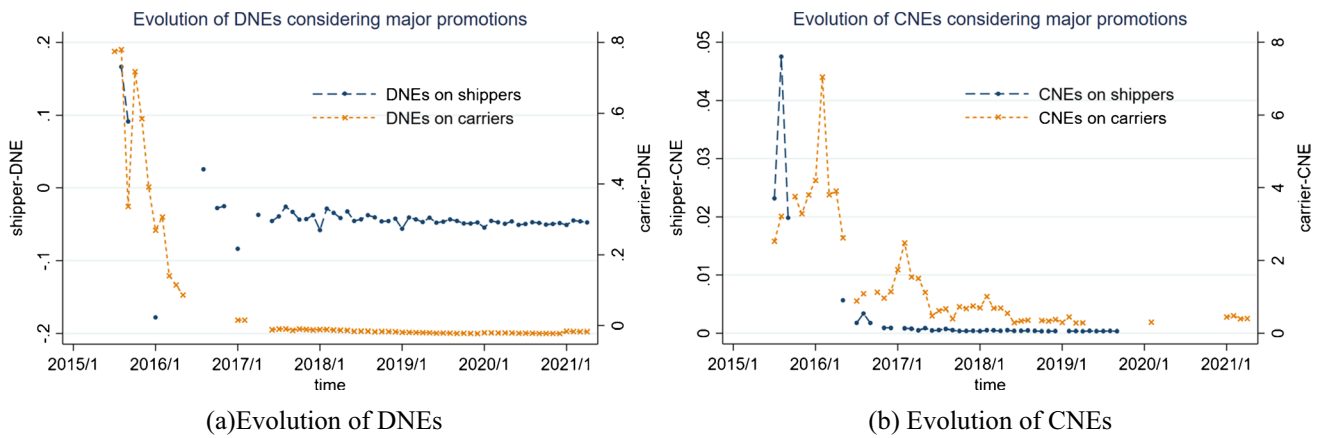 Evolution of DNEs considering major promotions
.2
.1
0
-.1
-.2
shipper-DNE
.8
.6
.4
.2
0
carrier-DNE
DNEs on shippers
DNEs on carriers
2015/1 2016/1 2017/1 2018/1 2019/1 2020/1 2021/1
time
(a)Evolution of DNEs
Evolution of CNEs considering major promotions
.05
.04
.03
.02
.01
0
shipper-CNE
8
6
4
2
0
carrier-CNE
CNEs on shippers
CNEs on carriers
2015/1 2016/1 2017/1 2018/1 2019/1 2020/1 2021/1
time
(b) Evolution of CNEs